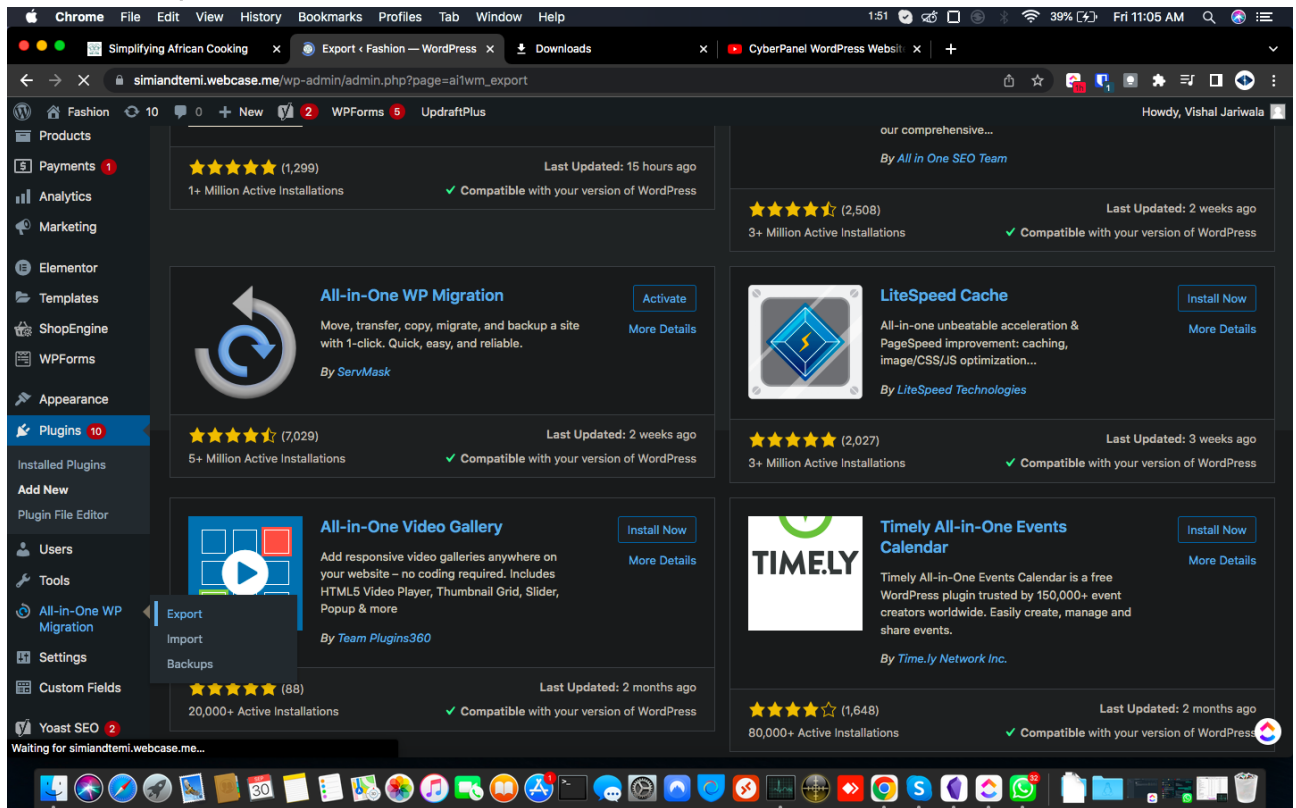 Chrome File Edit View History Bookmarks Profiles Tab Window Help 1:51 39% Fri 11:05 AM
Simplifying African Cooking Export ‹ Fashion — WordPress Downloads CyberPanel WordPress Websit
simiandtemi.webcase.me/wp-admin/admin.php?page=ai1wm_export
Fashion 10 0 + New 2 WPForms 5 UpdraftPlus Howdy, Vishal Jariwala
Products
Payments 1
Analytics
Marketing
Elementor
Templates
ShopEngine
WPForms
Appearance
Plugins 10
Installed Plugins
Add New
Plugin File Editor
Users
Tools
All-in-One WP
Migration
Export
Import
Backups
Settings
Custom Fields
Yoast SEO 2
Waiting for simiandtemi.webcase.me...
(1,299) Last Updated: 15 hours ago
1+ Million Active Installations Compatible with your version of WordPress
our comprehensive...
By All in One SEO Team
(2,508) Last Updated: 2 weeks ago
3+ Million Active Installations Compatible with your version of WordPress
All-in-One WP Migration Activate
Move, transfer, copy, migrate, and backup a site More Details
with 1-click. Quick, easy, and reliable.
By ServMask
(7,029) Last Updated: 2 weeks ago
5+ Million Active Installations Compatible with your version of WordPress
LiteSpeed Cache Install Now
All-in-one unbeatable acceleration & More Details
PageSpeed improvement: caching,
image/CSS/JS optimization...
By LiteSpeed Technologies
(2,027) Last Updated: 3 weeks ago
3+ Million Active Installations Compatible with your version of WordPress
All-in-One Video Gallery Install Now
Add responsive video galleries anywhere on More Details
your website – no coding required. Includes
HTML5 Video Player, Thumbnail Grid, Slider,
Popup & more
By Team Plugins360
(88) Last Updated: 2 months ago
20,000+ Active Installations Compatible with your version of WordPress
TIME.LY
Timely All-in-One Events Install Now
Calendar More Details
Timely All-in-One Events Calendar is a free
WordPress plugin trusted by 150,000+ event
creators worldwide. Easily create, manage and
share events.
By Time.ly Network Inc.
(1,648) Last Updated: 2 months ago
80,000+ Active Installations Compatible with your version of WordPress
SEP
30
32